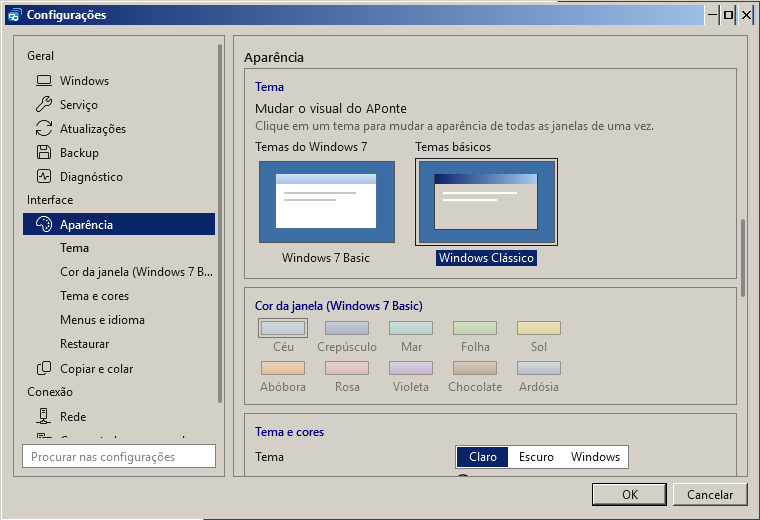 Configurações
Geral
Windows
Serviço
Atualizações
Backup
Diagnóstico
Interface
Aparência
Tema
Cor da janela (Windows 7 B...
Tema e cores
Menus e idioma
Restaurar
Copiar e colar
Conexão
Rede
Procurar nas configurações
Aparência
Tema
Mudar o visual do APonte
Clique em um tema para mudar a aparência de todas as janelas de uma vez.
Temas do Windows 7
Temas básicos
Windows 7 Basic
Windows Clássico
Cor da janela (Windows 7 Basic)
Céu
Crepúsculo
Mar
Folha
Sol
Abóbora
Rosa
Violeta
Chocolate
Ardósia
Tema e cores
Tema
Claro
Escuro
Windows
OK
Cancelar